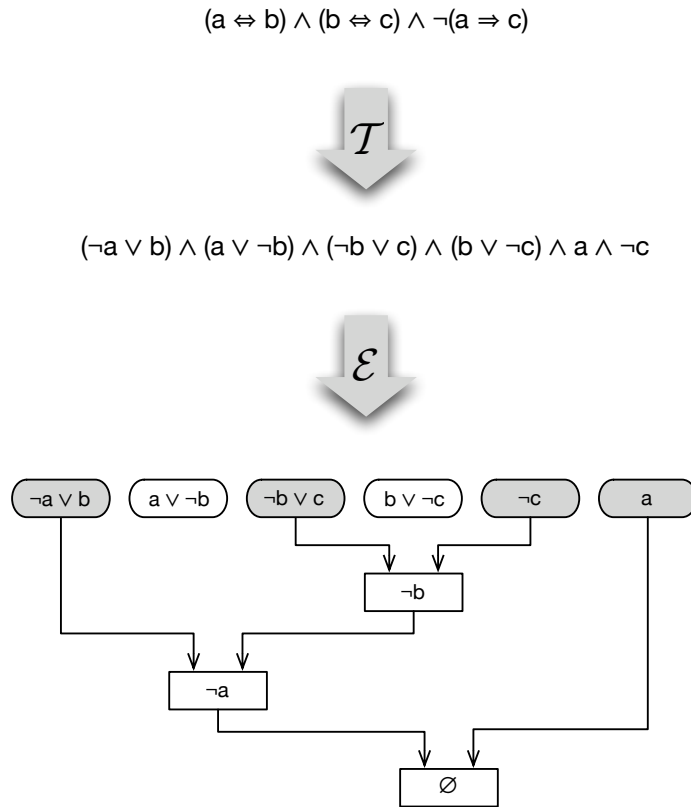 (a ⇔ b) ∧ (b ⇔ c) ∧ ¬(a ⇒ c)
𝒯
(¬a ∨ b) ∧ (a ∨ ¬b) ∧ (¬b ∨ c) ∧ (b ∨ ¬c) ∧ a ∧ ¬c
ℰ
¬a ∨ b a ∨ ¬b ¬b ∨ c b ∨ ¬c ¬c a
¬b
¬a
∅